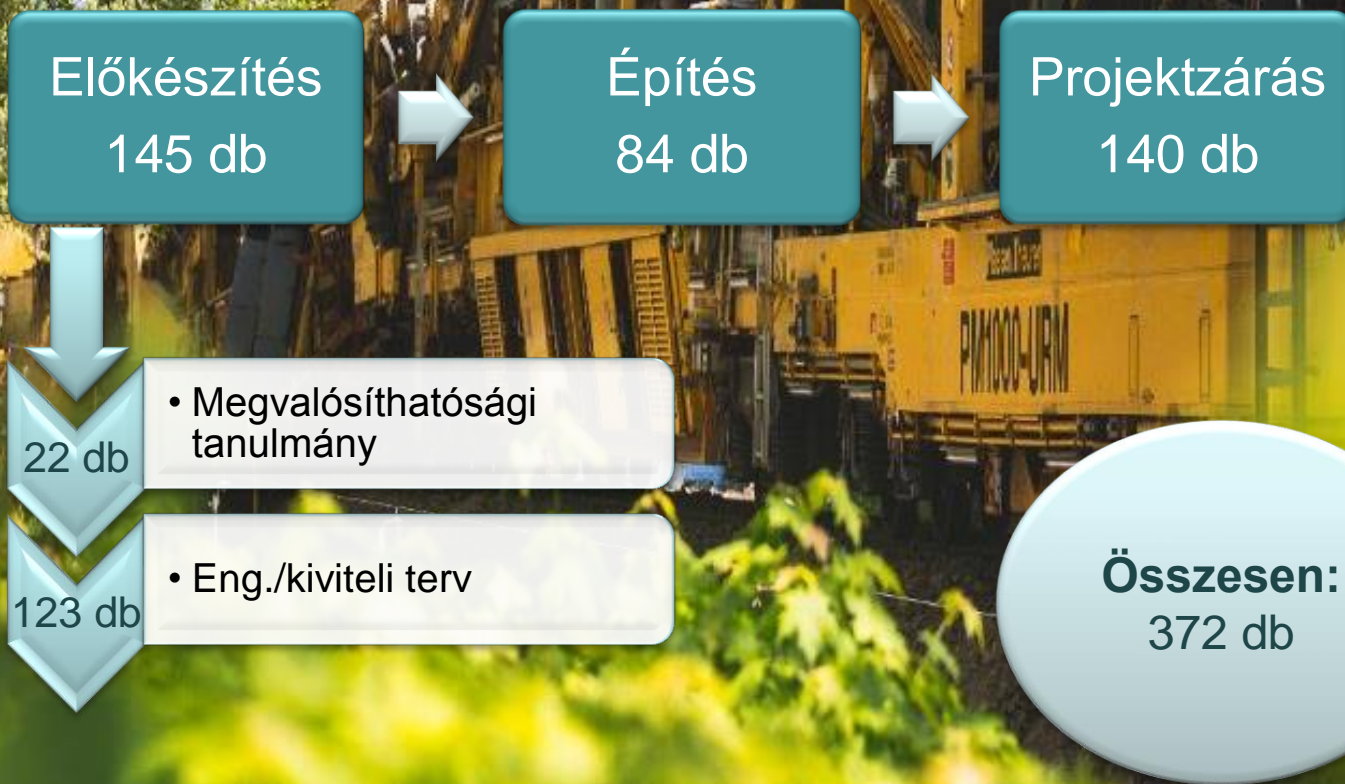 Előkészítés
145 db
Építés
84 db
Projektzárás
140 db
22 db
• Megvalósíthatósági
tanulmány
123 db
• Eng./kiviteli terv
PM1000-URM
Összesen:
372 db